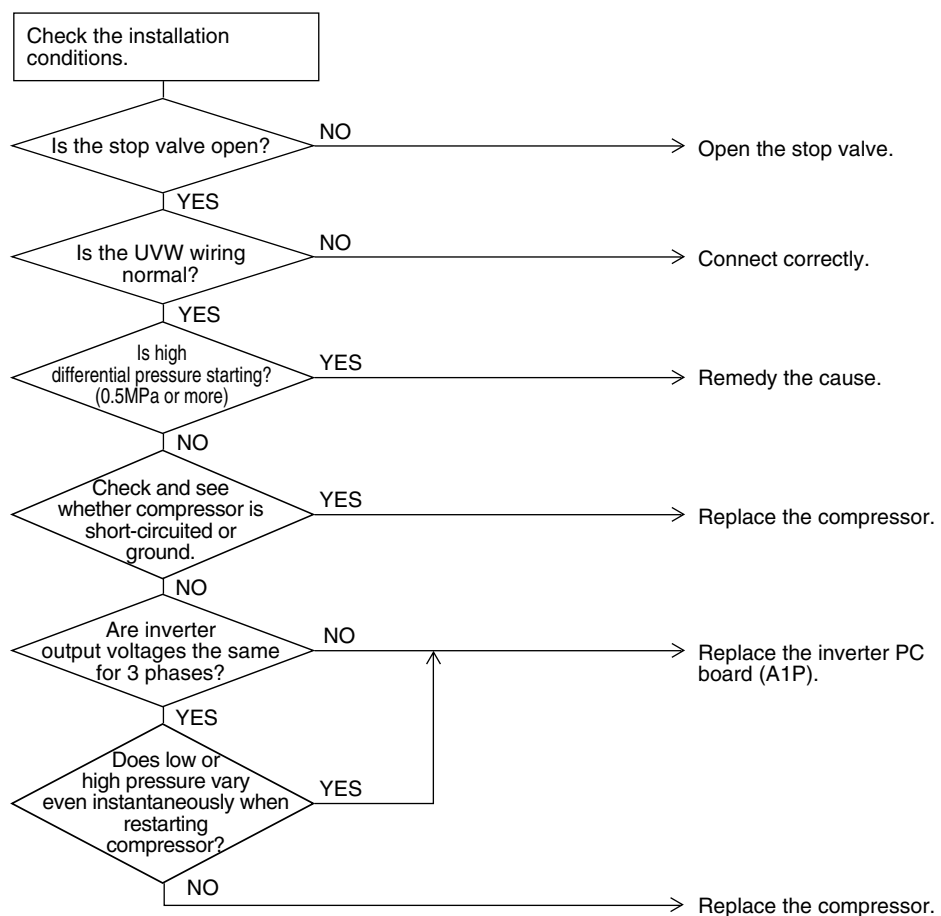 Check the installation
conditions.
Is the stop valve open?
NO
Open the stop valve.
YES
Is the UVW wiring
normal?
NO
Connect correctly.
YES
Is high
differential pressure starting?
(0.5MPa or more)
YES
Remedy the cause.
NO
Check and see
whether compressor is
short-circuited or
ground.
YES
Replace the compressor.
NO
Are inverter
output voltages the same
for 3 phases?
NO
Replace the inverter PC
board (A1P).
YES
Does low or
high pressure vary
even instantaneously when
restarting
compressor?
YES
NO
Replace the compressor.